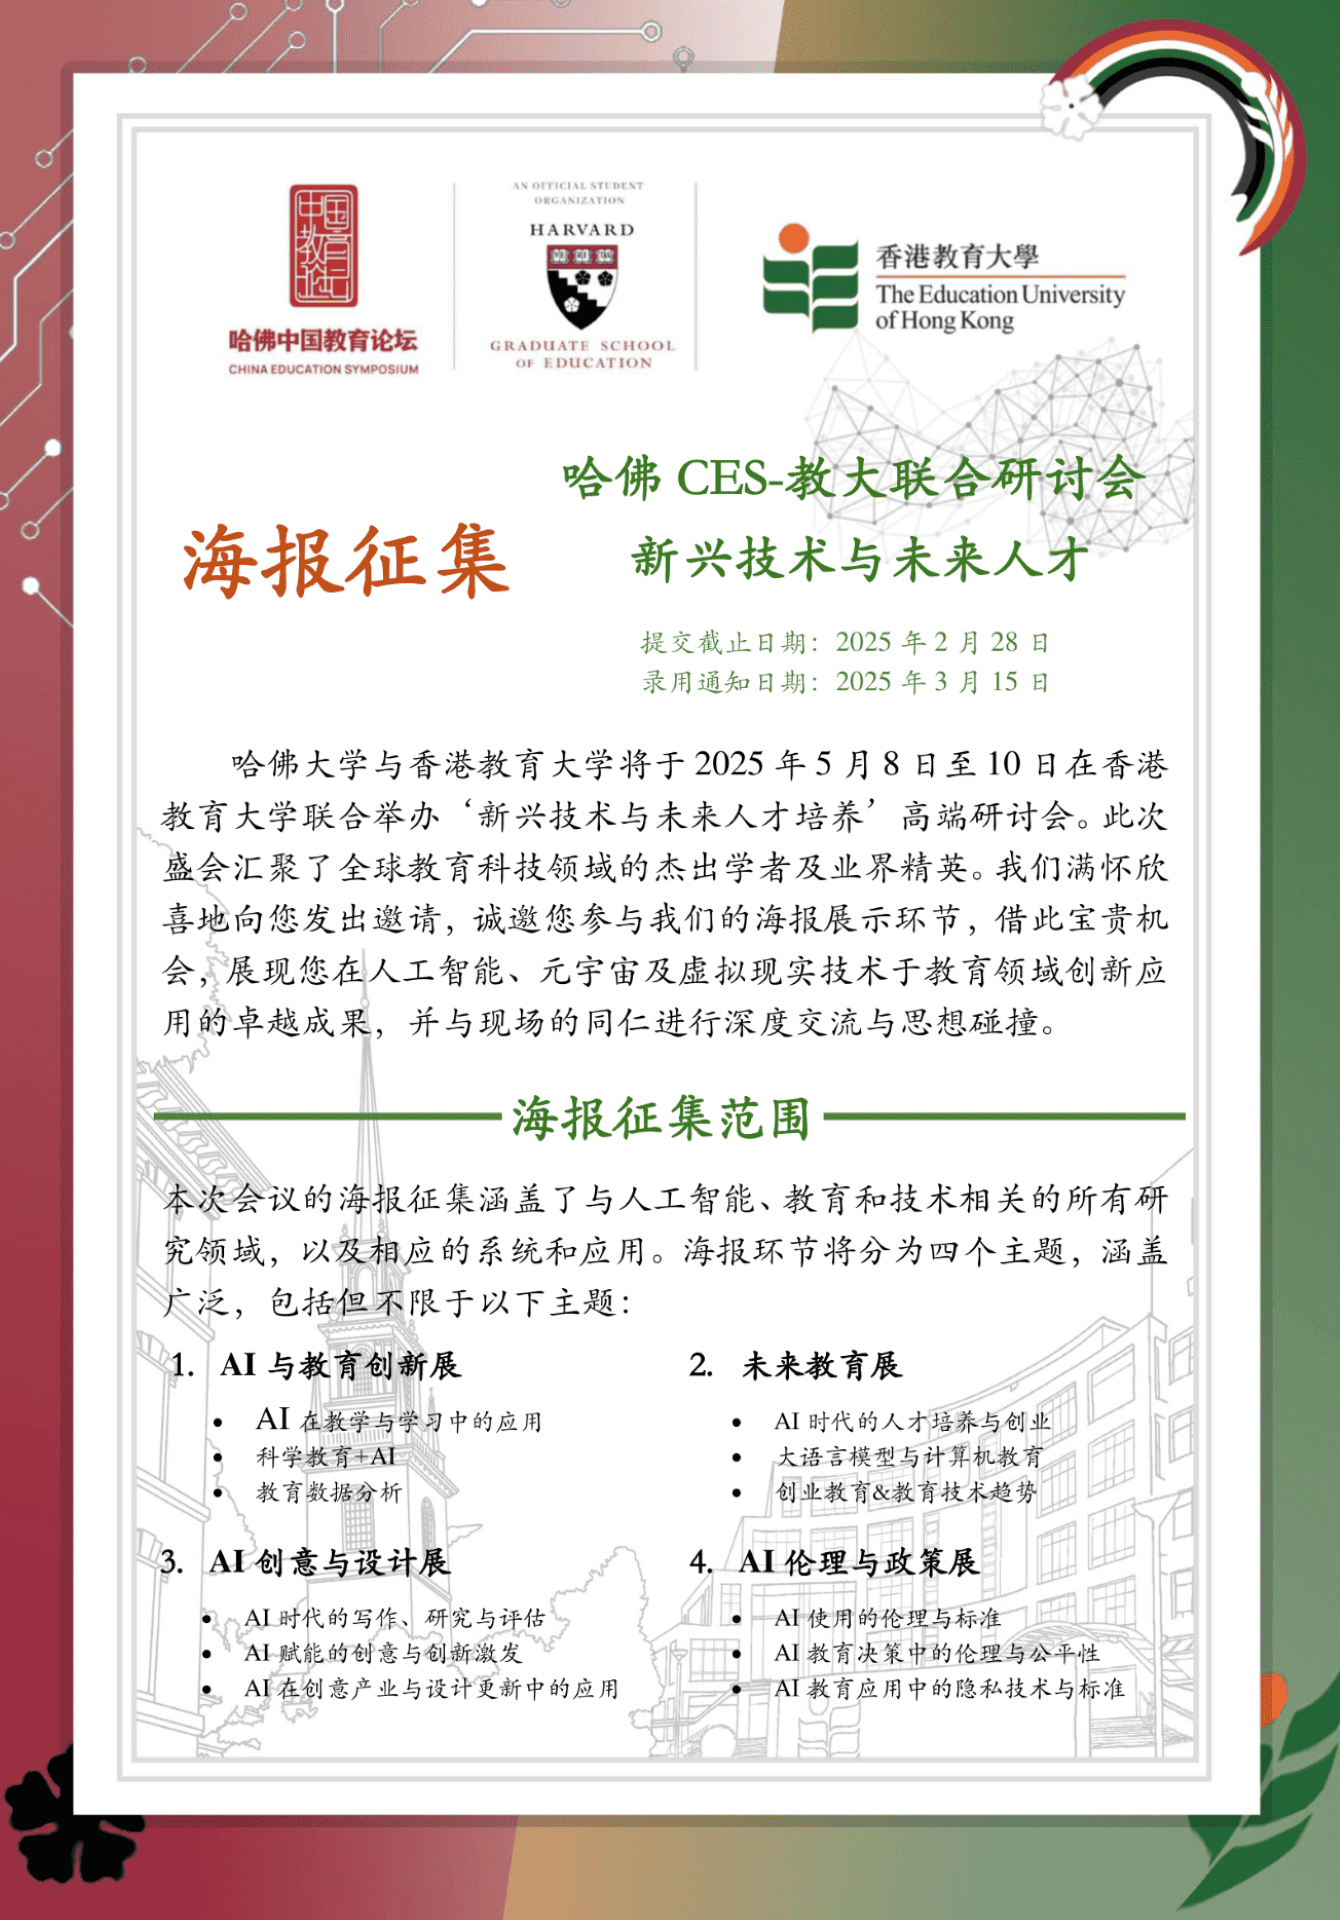 中国教育论坛
哈佛中国教育论坛
CHINA EDUCATION SYMPOSIUM
AN OFFICIAL STUDENT
ORGANIZATION
HARVARD
GRADUATE SCHOOL
OF EDUCATION
香港教育大學
The Education University
of Hong Kong
海报征集
哈佛 CES-教大联合研讨会
新兴技术与未来人才
提交截止日期：2025 年 2 月 28 日
录用通知日期：2025 年 3 月 15 日
哈佛大学与香港教育大学将于 2025 年 5 月 8 日至 10 日在香港
教育大学联合举办‘新兴技术与未来人才培养’高端研讨会。此次
盛会汇聚了全球教育科技领域的杰出学者及业界精英。我们满怀欣
喜地向您发出邀请，诚邀您参与我们的海报展示环节，借此宝贵机
会，展现您在人工智能、元宇宙及虚拟现实技术于教育领域创新应
用的卓越成果，并与现场的同仁进行深度交流与思想碰撞。
海报征集范围
本次会议的海报征集涵盖了与人工智能、教育和技术相关的所有研
究领域，以及相应的系统和应用。海报环节将分为四个主题，涵盖
广泛，包括但不限于以下主题：
1. AI 与教育创新展
• AI 在教学与学习中的应用
• 科学教育+AI
• 教育数据分析
2. 未来教育展
• AI 时代的人才培养与创业
• 大语言模型与计算机教育
• 创业教育&教育技术趋势
3. AI 创意与设计展
• AI 时代的写作、研究与评估
• AI 赋能的创意与创新激发
• AI 在创意产业与设计更新中的应用
4. AI 伦理与政策展
• AI 使用的伦理与标准
• AI 教育决策中的伦理与公平性
• AI 教育应用中的隐私技术与标准